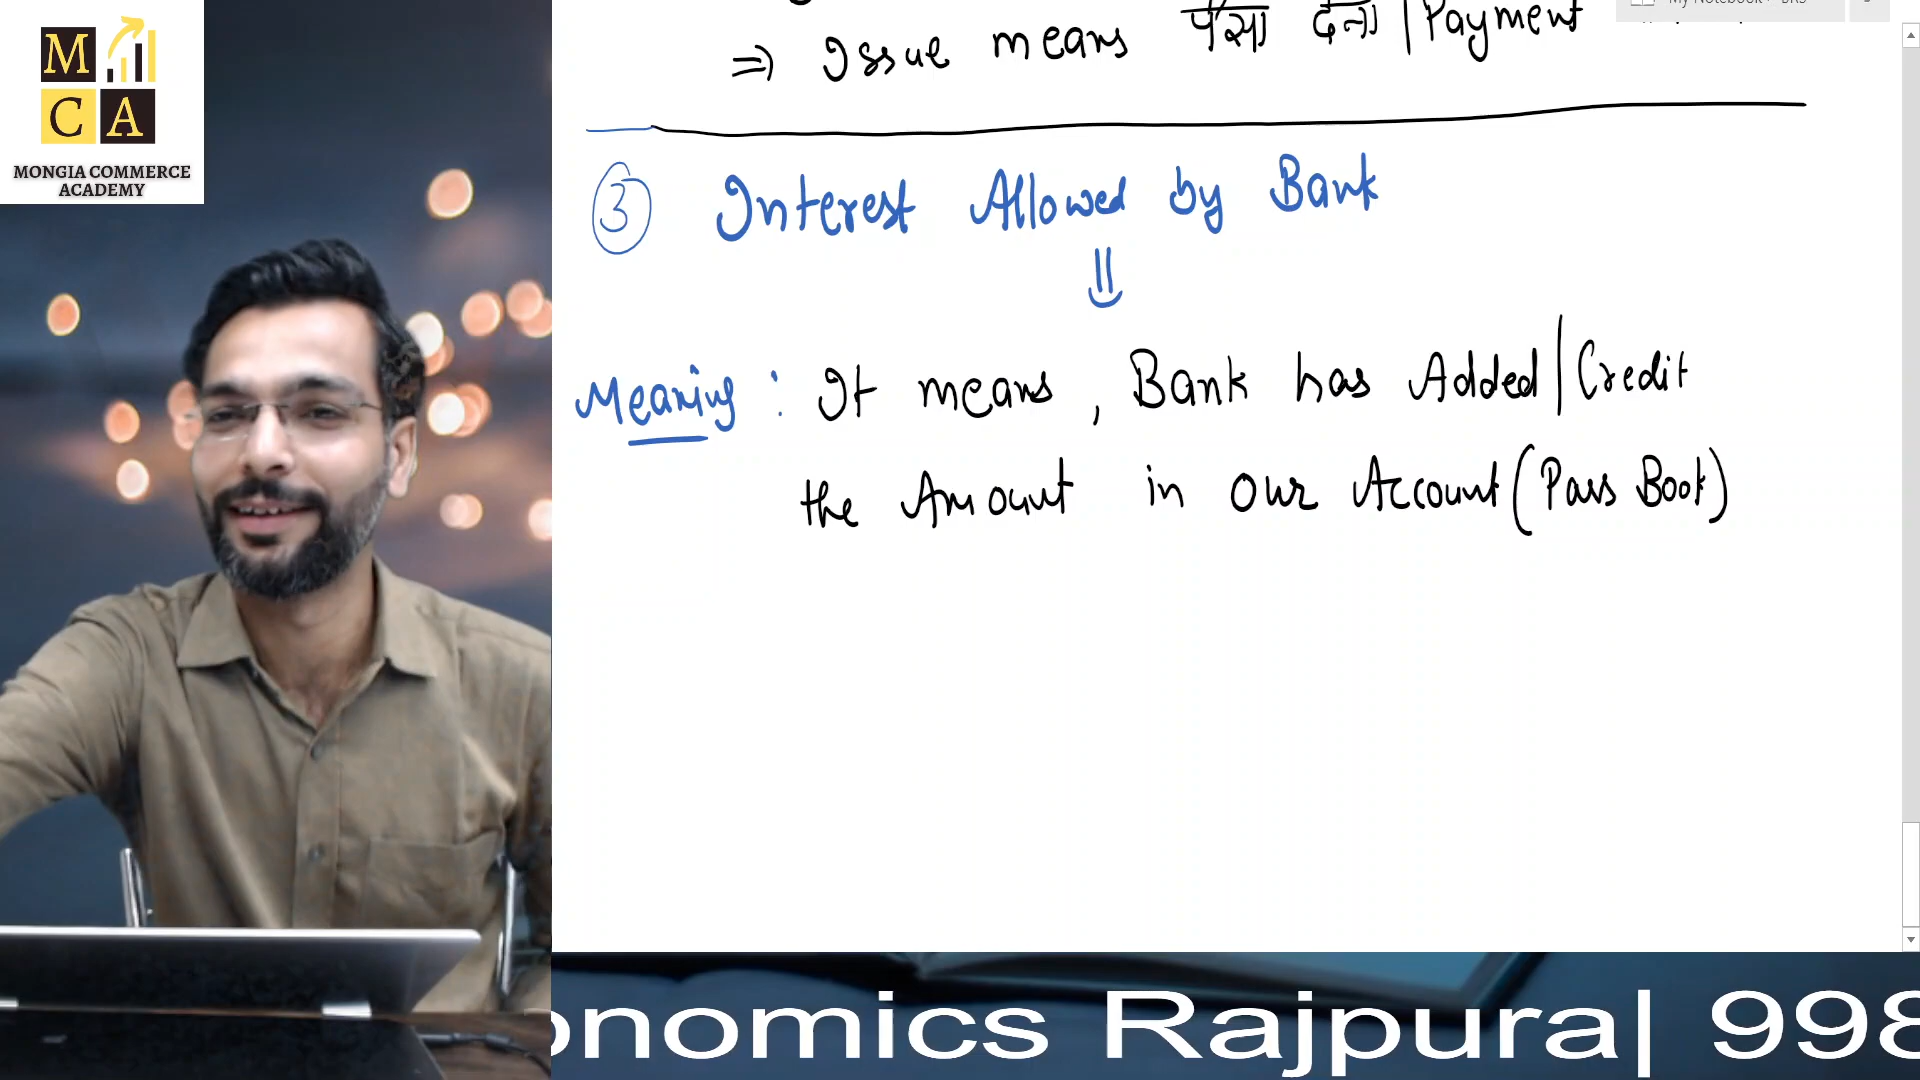 M
C A
MONGIA COMMERCE
ACADEMY
⇒ Issue means पैसा देना | Payment
③ Interest Allowed by Bank
Meaning : It means, Bank has Added | Credit
the Amount in our Account (Pass Book)
onomics Rajpura| 998